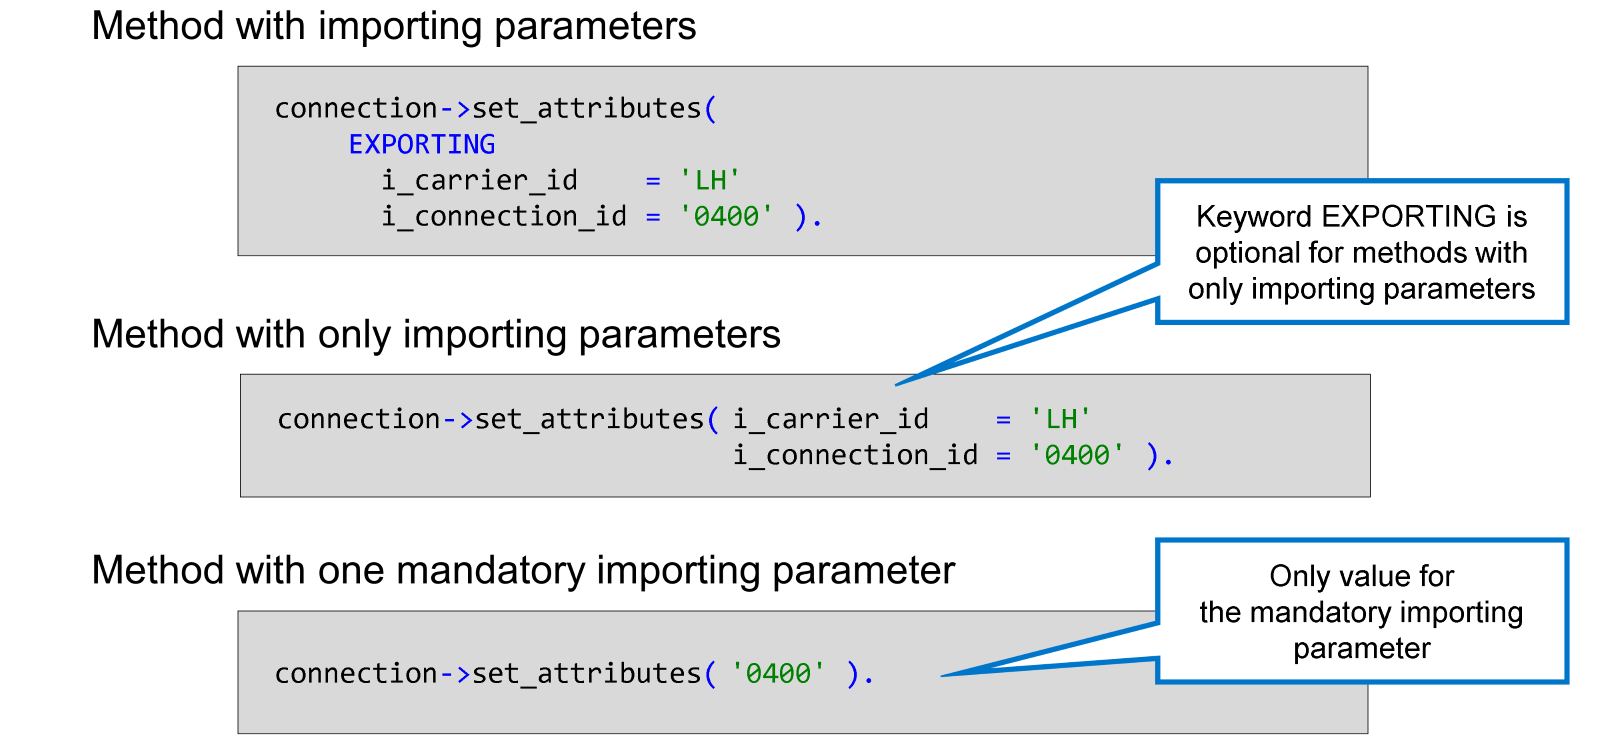 Method with importing parameters
connection->set_attributes(
EXPORTING
i_carrier_id = 'LH'
i_connection_id = '0400' ).
Keyword EXPORTING is
optional for methods with
only importing parameters
Method with only importing parameters
connection->set_attributes( i_carrier_id = 'LH'
i_connection_id = '0400' ).
Method with one mandatory importing parameter
Only value for
the mandatory importing
parameter
connection->set_attributes( '0400' ).